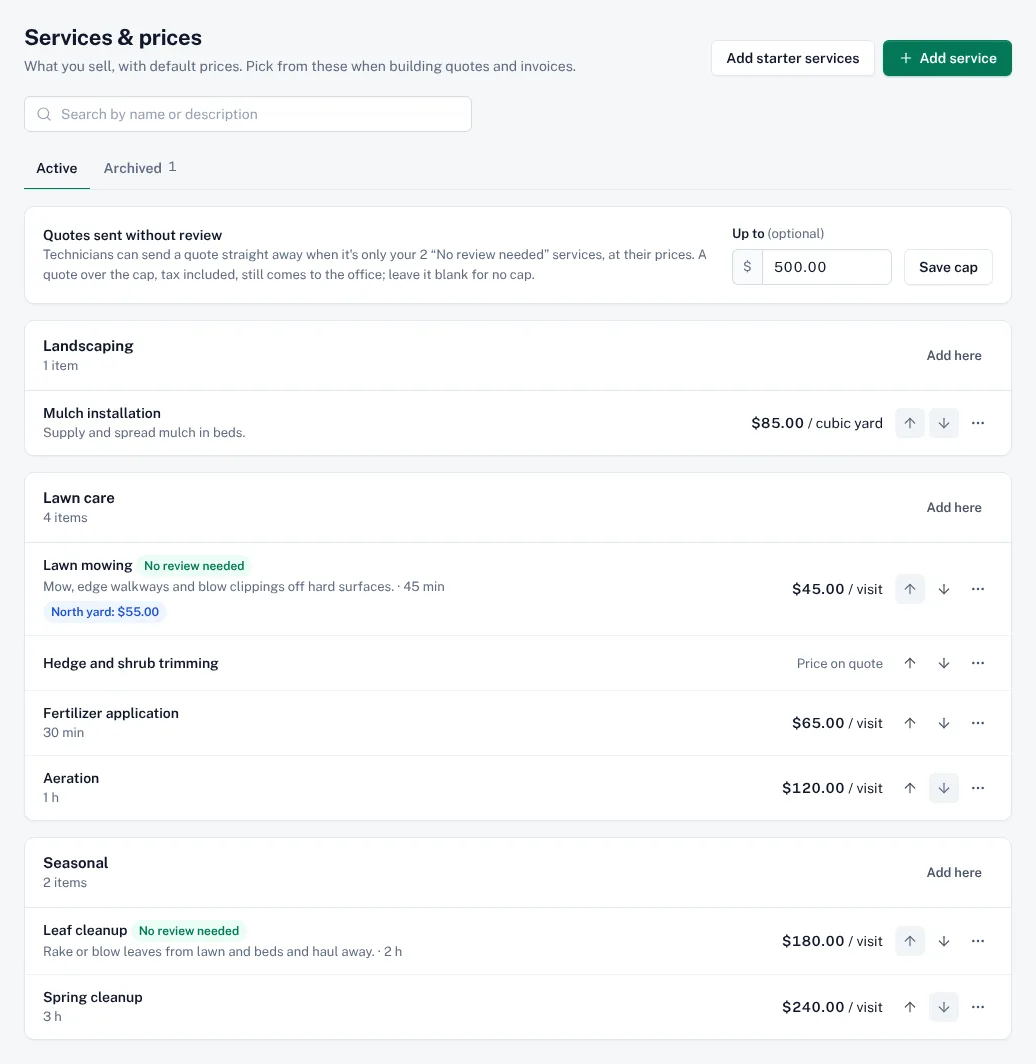 Services & prices
What you sell, with default prices. Pick from these when building quotes and invoices.
Add starter services
+ Add service
Search by name or description
Active
Archived 1
Quotes sent without review
Technicians can send a quote straight away when it's only your 2 “No review needed” services, at their prices. A
quote over the cap, tax included, still comes to the office; leave it blank for no cap.
Up to (optional)
$ 500.00
Save cap
Landscaping
1 item
Add here
Mulch installation
Supply and spread mulch in beds.
$85.00 / cubic yard
Lawn care
4 items
Add here
Lawn mowing No review needed
Mow, edge walkways and blow clippings off hard surfaces. · 45 min
North yard: $55.00
$45.00 / visit
Hedge and shrub trimming
Price on quote
Fertilizer application
30 min
$65.00 / visit
Aeration
1 h
$120.00 / visit
Seasonal
2 items
Add here
Leaf cleanup No review needed
Rake or blow leaves from lawn and beds and haul away. · 2 h
$180.00 / visit
Spring cleanup
3 h
$240.00 / visit